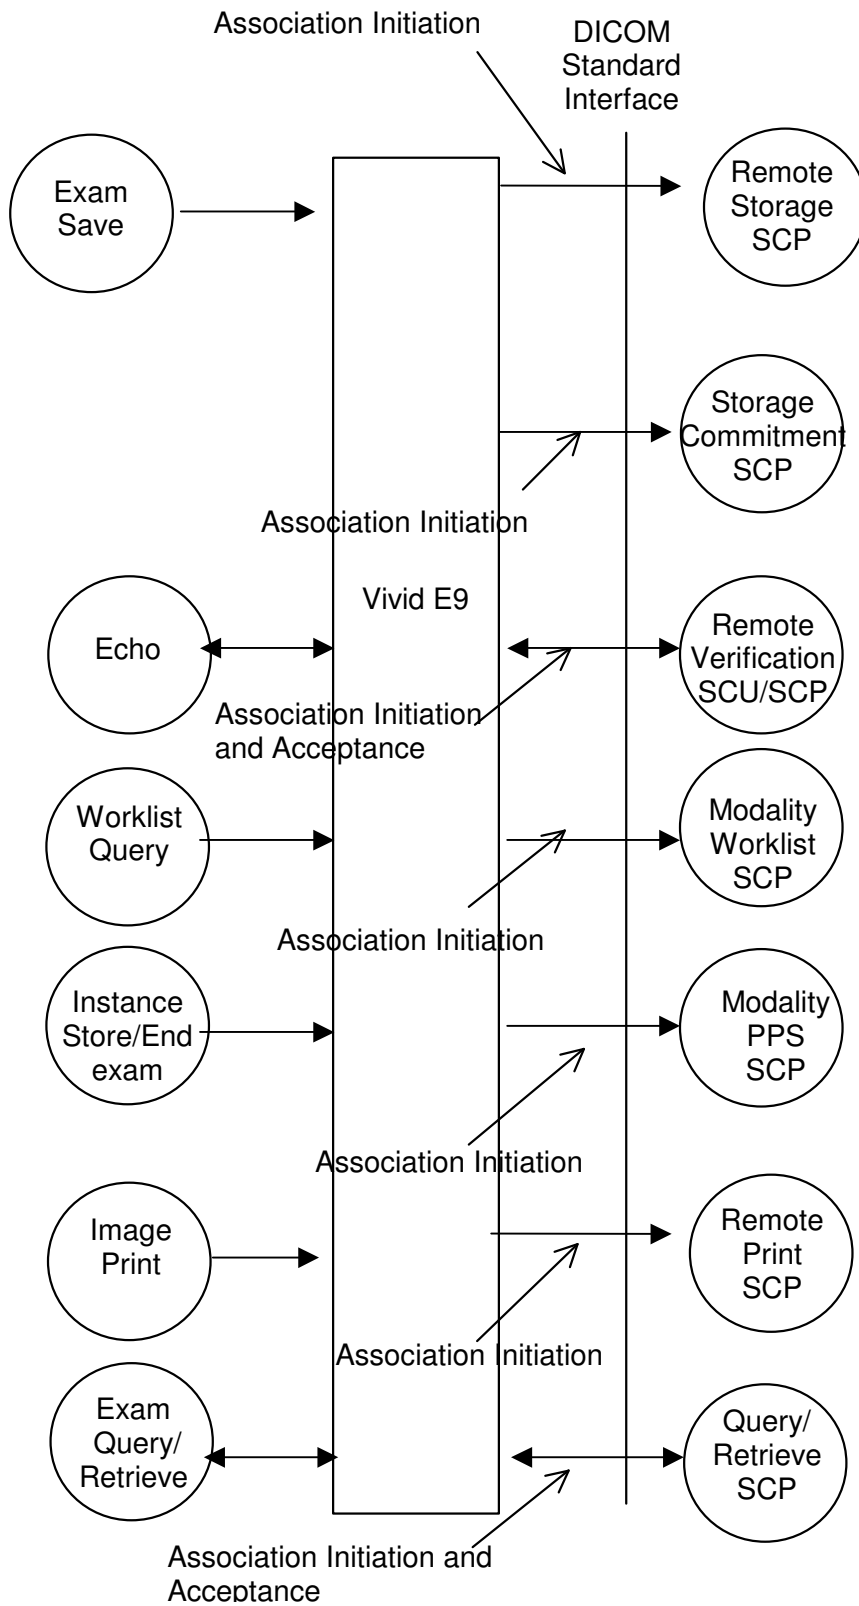 Association Initiation
DICOM
Standard
Interface
Exam
Save
Remote
Storage
SCP
Storage
Commitment
SCP
Association Initiation
Vivid E9
Echo
Remote
Verification
SCU/SCP
Association Initiation
and Acceptance
Worklist
Query
Modality
Worklist
SCP
Association Initiation
Instance
Store/End
exam
Modality
PPS
SCP
Association Initiation
Image
Print
Remote
Print
SCP
Association Initiation
Exam
Query/
Retrieve
Query/
Retrieve
SCP
Association Initiation and
Acceptance